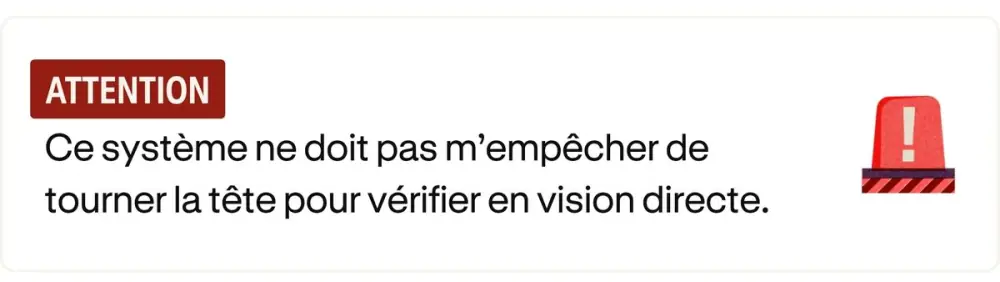 ATTENTION
Ce système ne doit pas m’empêcher de
tourner la tête pour vérifier en vision directe.